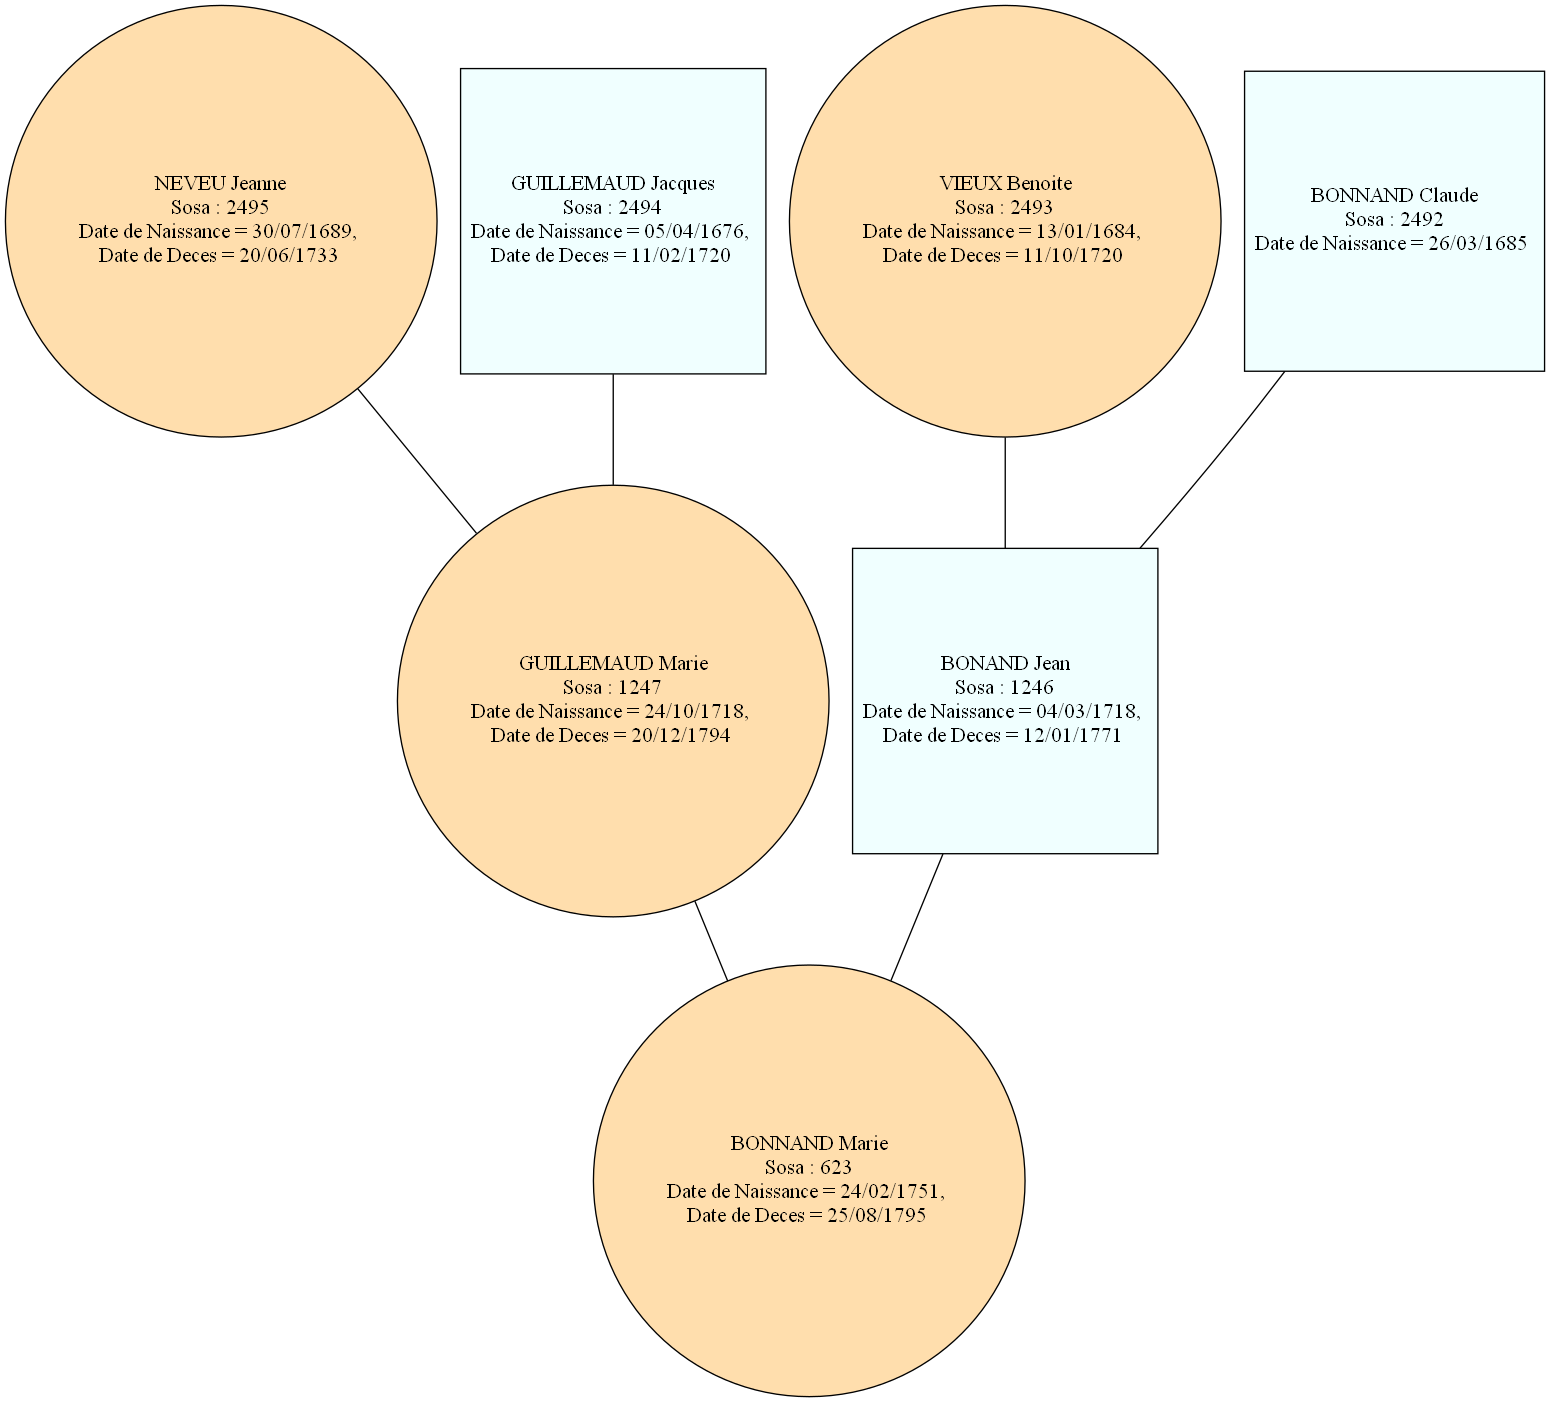 NEVEU Jeanne
Sosa : 2495
Date de Naissance = 30/07/1689,
Date de Deces = 20/06/1733
GUILLEMAUD Jacques
Sosa : 2494
Date de Naissance = 05/04/1676,
Date de Deces = 11/02/1720
VIEUX Benoite
Sosa : 2493
Date de Naissance = 13/01/1684,
Date de Deces = 11/10/1720
BONNAND Claude
Sosa : 2492
Date de Naissance = 26/03/1685
GUILLEMAUD Marie
Sosa : 1247
Date de Naissance = 24/10/1718,
Date de Deces = 20/12/1794
BONAND Jean
Sosa : 1246
Date de Naissance = 04/03/1718,
Date de Deces = 12/01/1771
BONNAND Marie
Sosa : 623
Date de Naissance = 24/02/1751,
Date de Deces = 25/08/1795